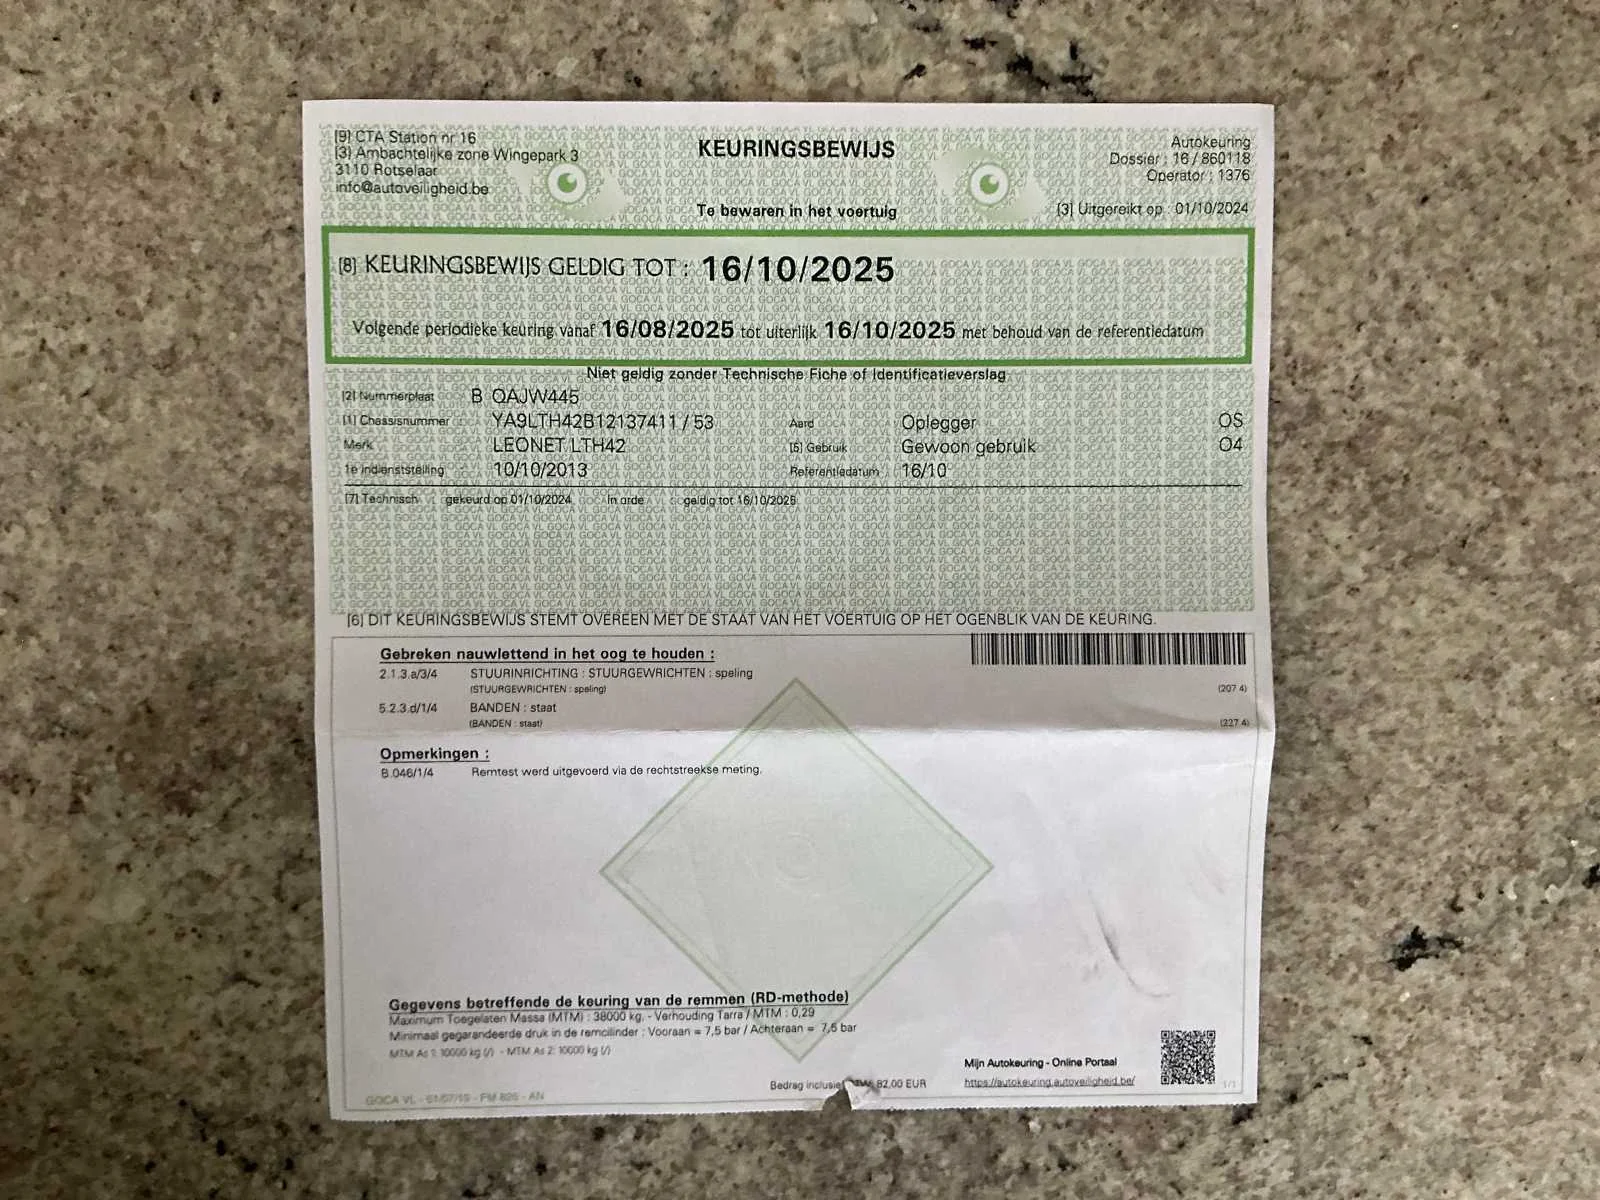 [9] CTA Station nr 16
[3] Ambachtelijke zone Wingepark 3
3110 Rotselaar
info@autoveiligheid.be
KEURINGSBEWIJS
Te bewaren in het voertuig
Autokeuring
Dossier : 16 / 860118
Operator : 1376
[3] Uitgereikt op : 01/10/2024
[8] KEURINGSBEWIJS GELDIG TOT : 16/10/2025
Volgende periodieke keuring vanaf 16/08/2025 tot uiterlijk 16/10/2025 met behoud van de referentiedatum
Niet geldig zonder Technische Fiche of Identificatieverslag.
[2] Nummerplaat B QAJW445
[1] Chassisnummer YA9LTH42B12137411 / 53 Aard Oplegger OS
Merk LEONET LTH42 [5] Gebruik Gewoon gebruik O4
1e indienststelling 10/10/2013 Referentiedatum 16/10
[7] Technisch gekeurd op 01/10/2024 In orde geldig tot 16/10/2025
[6] DIT KEURINGSBEWIJS STEMT OVEREEN MET DE STAAT VAN HET VOERTUIG OP HET OGENBLIK VAN DE KEURING.
Gebreken nauwlettend in het oog te houden :
2.1.3.a/3/4 STUURINRICHTING : STUURGEWRICHTEN : speling
(STUURGEWRICHTEN : speling) (207 4)
5.2.3.d/1/4 BANDEN : staat
(BANDEN : staat) (227 4)
Opmerkingen :
B.046/1/4 Remtest werd uitgevoerd via de rechtstreekse meting.
Gegevens betreffende de keuring van de remmen (RD-methode)
Maximum Toegelaten Massa (MTM) : 38000 kg. - Verhouding Tarra / MTM : 0,29
Minimaal gegarandeerde druk in de remcilinder : Vooraan = 7,5 bar / Achteraan = 7,5 bar
MTM As 1: 10000 kg (/) - MTM As 2: 10000 kg (/)
Mijn Autokeuring - Online Portaal
Bedrag inclusief 82,00 EUR
https://autokeuring.autoveiligheid.be/
1/1
GOCA VL - 01/07/19 - FM 825 - AN